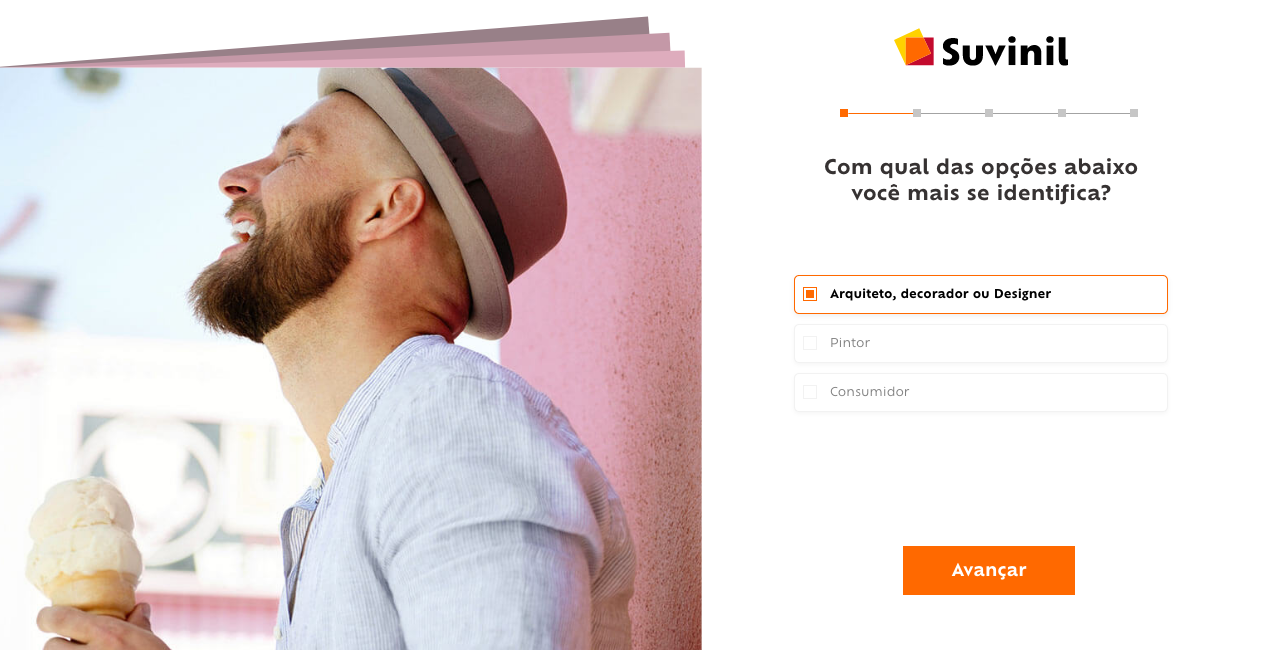 Suvinil
Com qual das opções abaixo
você mais se identifica?
Arquiteto, decorador ou Designer
Pintor
Consumidor
Avançar